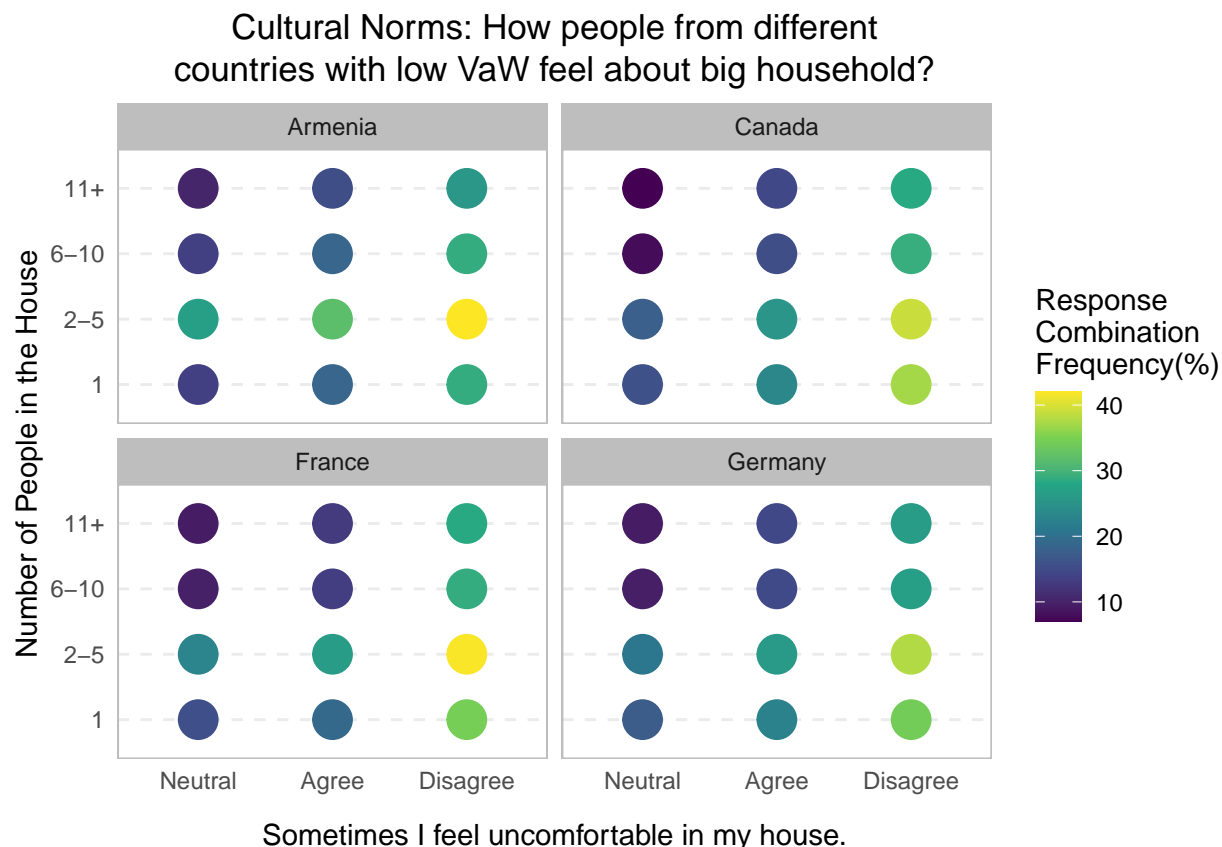 Cultural Norms: How people from different
countries with low VaW feel about big household?
Armenia
Canada
Number of People in the House
11+
6–10
2–5
1
France
Germany
11+
6–10
2–5
1
Neutral
Agree
Disagree
Neutral
Agree
Disagree
Sometimes I feel uncomfortable in my house.
Response
Combination
Frequency(%)
40
30
20
10